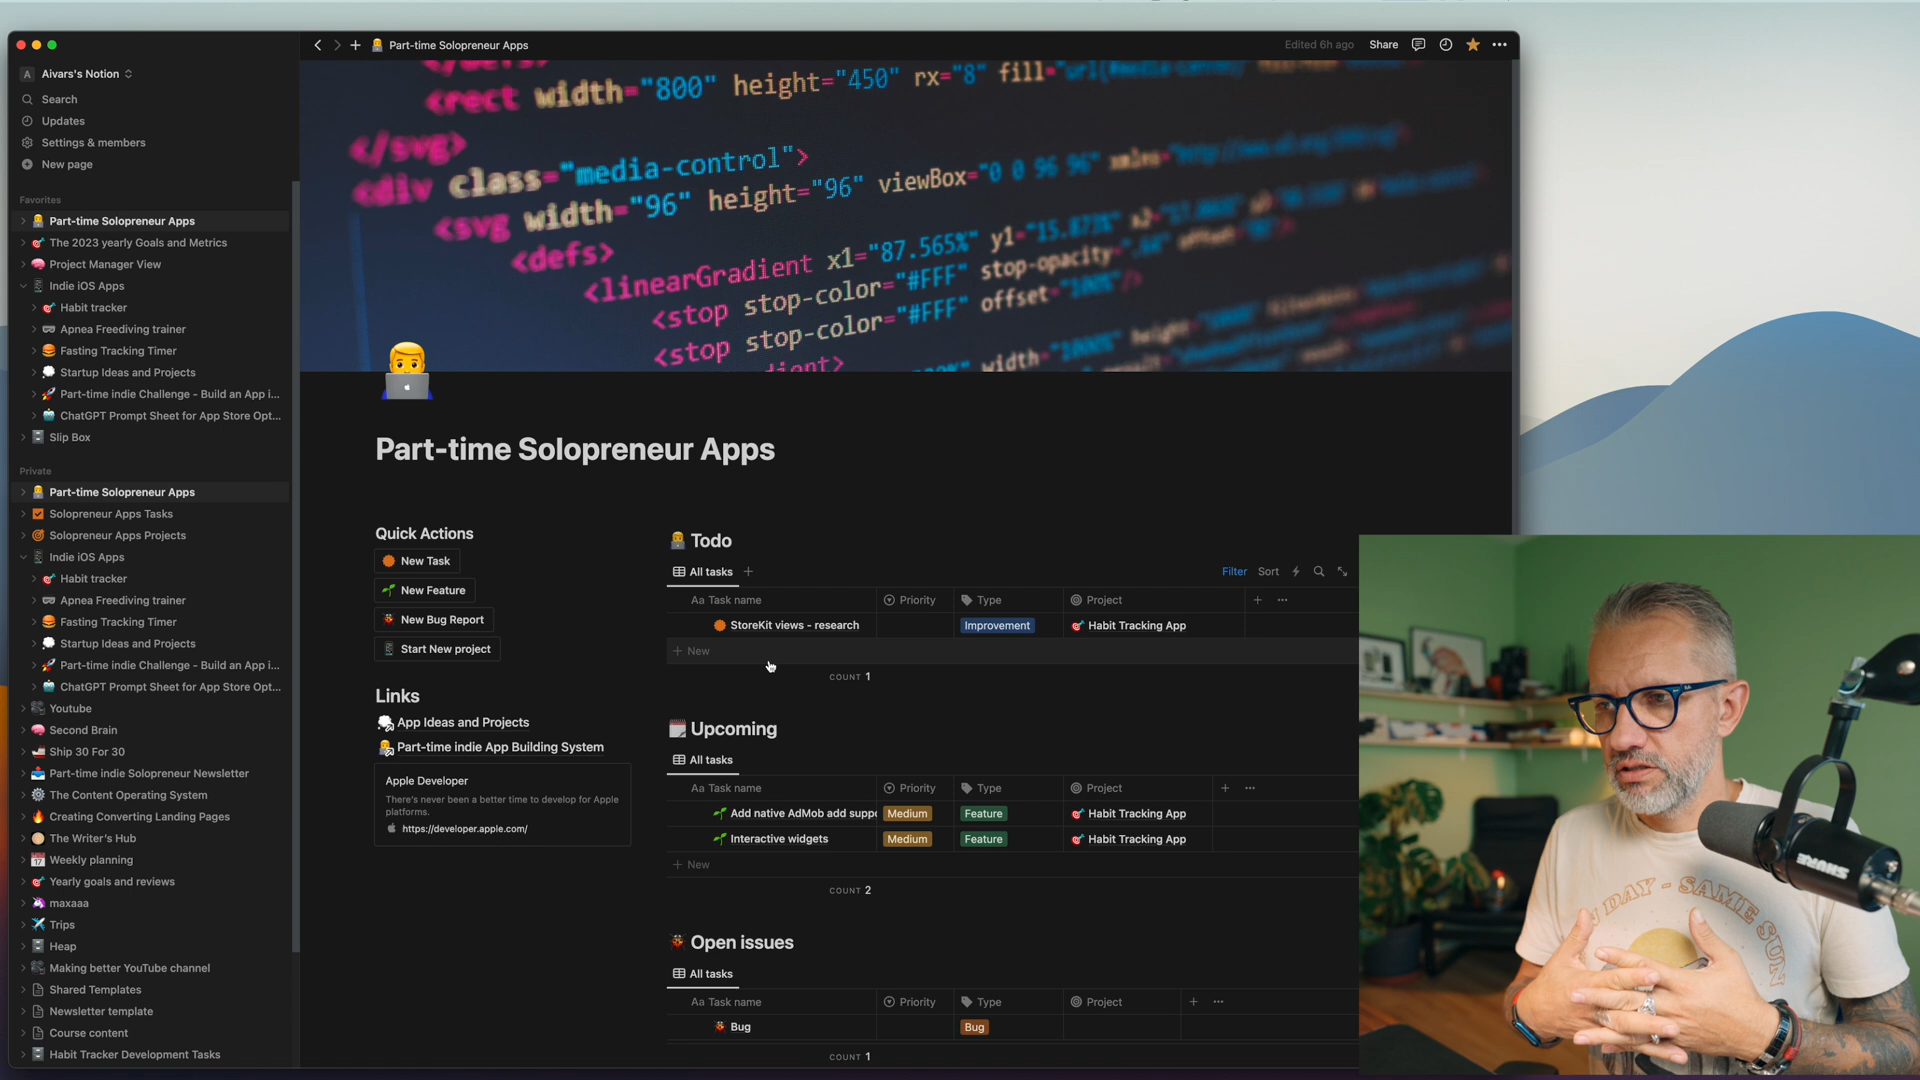 A Aivars's Notion
Search
Updates
Settings & members
New page
Favorites
Part-time Solopreneur Apps
The 2023 yearly Goals and Metrics
Project Manager View
Indie iOS Apps
Habit tracker
Apnea Freediving trainer
Fasting Tracking Timer
Startup Ideas and Projects
Part-time indie Challenge - Build an App i...
ChatGPT Prompt Sheet for App Store Opt...
Slip Box
Private
Part-time Solopreneur Apps
Solopreneur Apps Tasks
Solopreneur Apps Projects
Indie iOS Apps
Habit tracker
Apnea Freediving trainer
Fasting Tracking Timer
Startup Ideas and Projects
Part-time indie Challenge - Build an App i...
ChatGPT Prompt Sheet for App Store Opt...
Youtube
Second Brain
Ship 30 For 30
Part-time indie Solopreneur Newsletter
The Content Operating System
Creating Converting Landing Pages
The Writer's Hub
Weekly planning
Yearly goals and reviews
maxaaa
Trips
Heap
Making better YouTube channel
Shared Templates
Newsletter template
Course content
Habit Tracker Development Tasks
Part-time Solopreneur Apps
Edited 6h ago Share
<rect width="800" height="450" rx="8" fill=
</svg>
<div class="media-control">
<svg width="96" height="96" viewBox="0 0 96 96"
<defs>
<linearGradient x1="87.565%" y1="15.873%"
<stop stop-color="#FFF" stop-opacity=
<stop stop-color="#FFF" offset="100%"/>
<stop
Part-time Solopreneur Apps
Quick Actions
New Task
New Feature
New Bug Report
Start New project
Links
App Ideas and Projects
Part-time indie App Building System
Apple Developer
There's never been a better time to develop for Apple
platforms.
https://developer.apple.com/
Todo
All tasks
Filter Sort
Aa Task name Priority Type Project
StoreKit views - research Improvement Habit Tracking App
+ New
COUNT 1
Upcoming
All tasks
Aa Task name Priority Type Project
Add native AdMob add suppo Medium Feature Habit Tracking App
Interactive widgets Medium Feature Habit Tracking App
+ New
COUNT 2
Open issues
All tasks
Aa Task name Priority Type Project
Bug Bug
COUNT 1
SHURE
DAY - SAME SUN